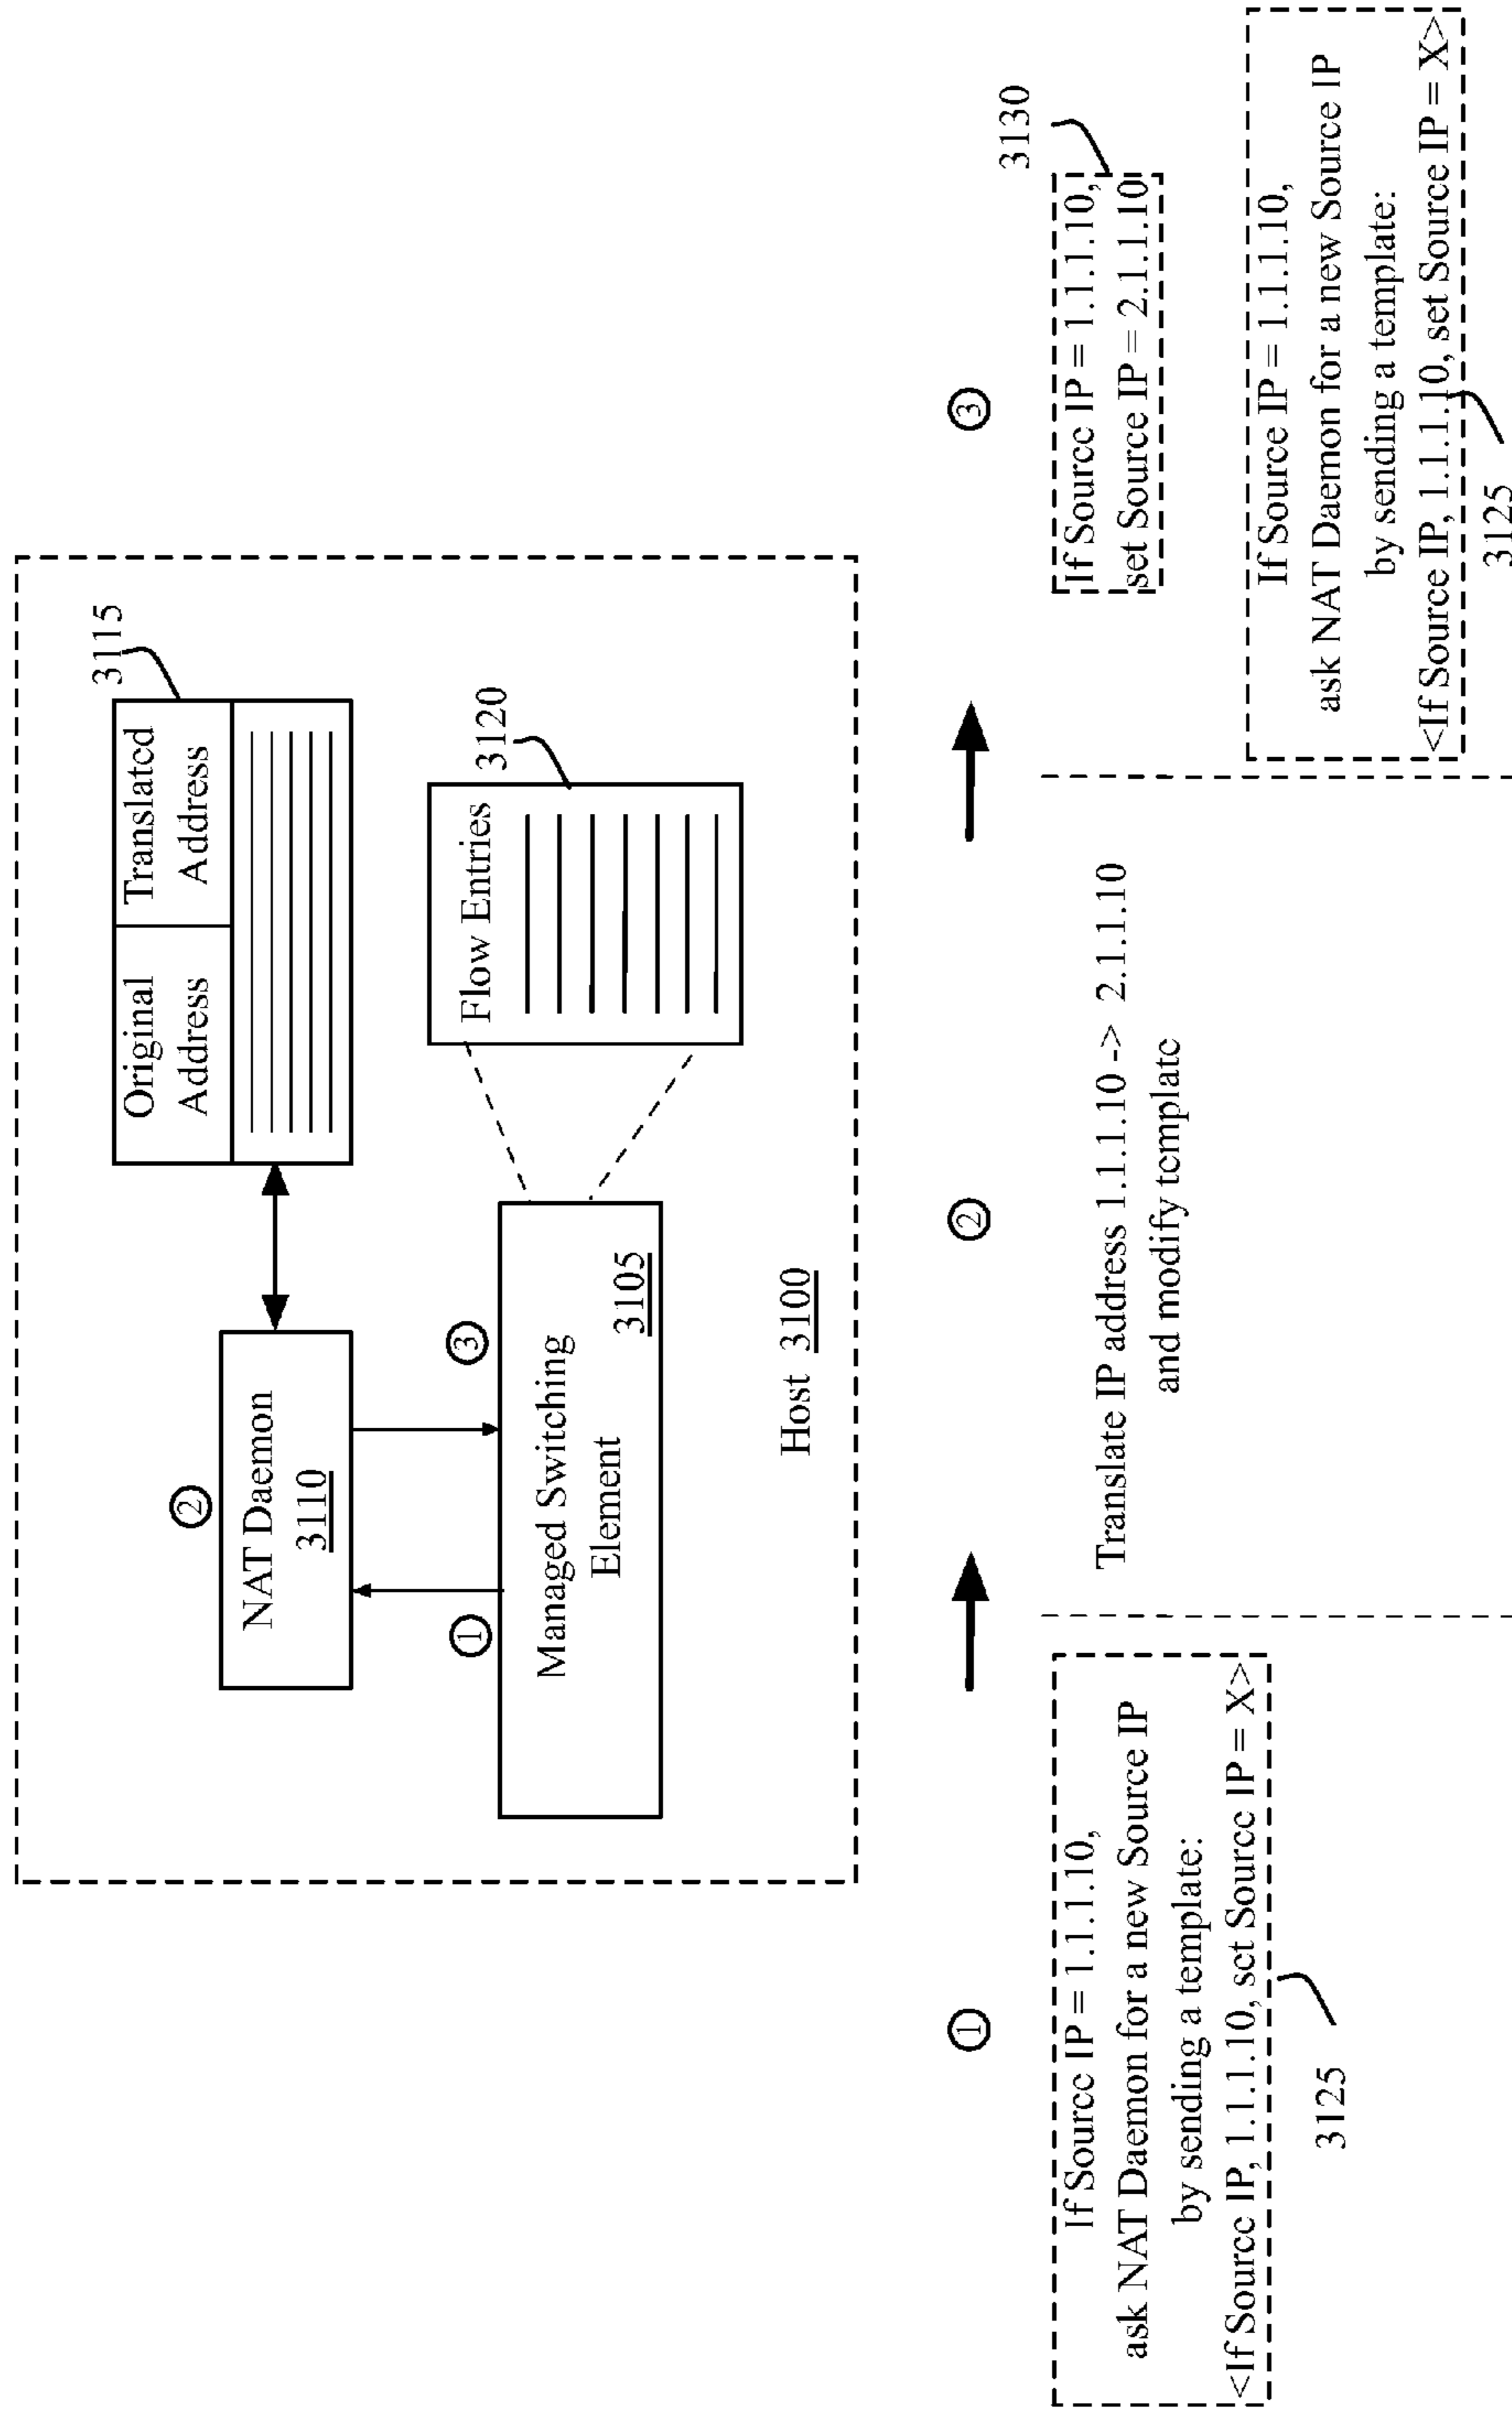 3115
Original
Address
Translated
Address
②
NAT Daemon
3110
3120
Flow Entries
①
③
Managed Switching
Element
3105
Host 3100
①
②
③
If Source IP = 1.1.1.10,
ask NAT Daemon for a new Source IP
by sending a template:
<If Source IP, 1.1.1.10, set Source IP = X>
3125
Translate IP address 1.1.1.10 -> 2.1.1.10
and modify template
3130
If Source IP = 1.1.1.10,
set Source IP = 2.1.1.10
If Source IP = 1.1.1.10,
ask NAT Daemon for a new Source IP
by sending a template:
<If Source IP, 1.1.1.10, set Source IP = X>
3125